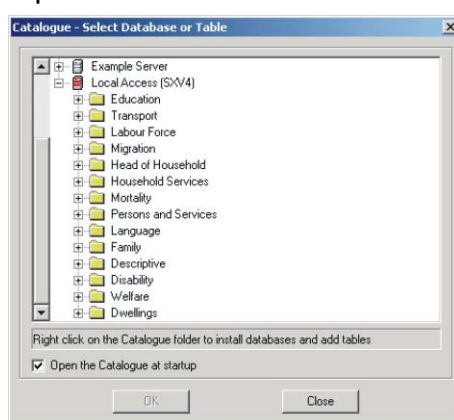 Catalogue - Select Database or Table
Example Server
Local Access (SXV4)
Education
Transport
Labour Force
Migration
Head of Household
Household Services
Mortality
Persons and Services
Language
Family
Descriptive
Disability
Welfare
Dwellings
Right click on the Catalogue folder to install databases and add tables
Open the Catalogue at startup
OK
Close